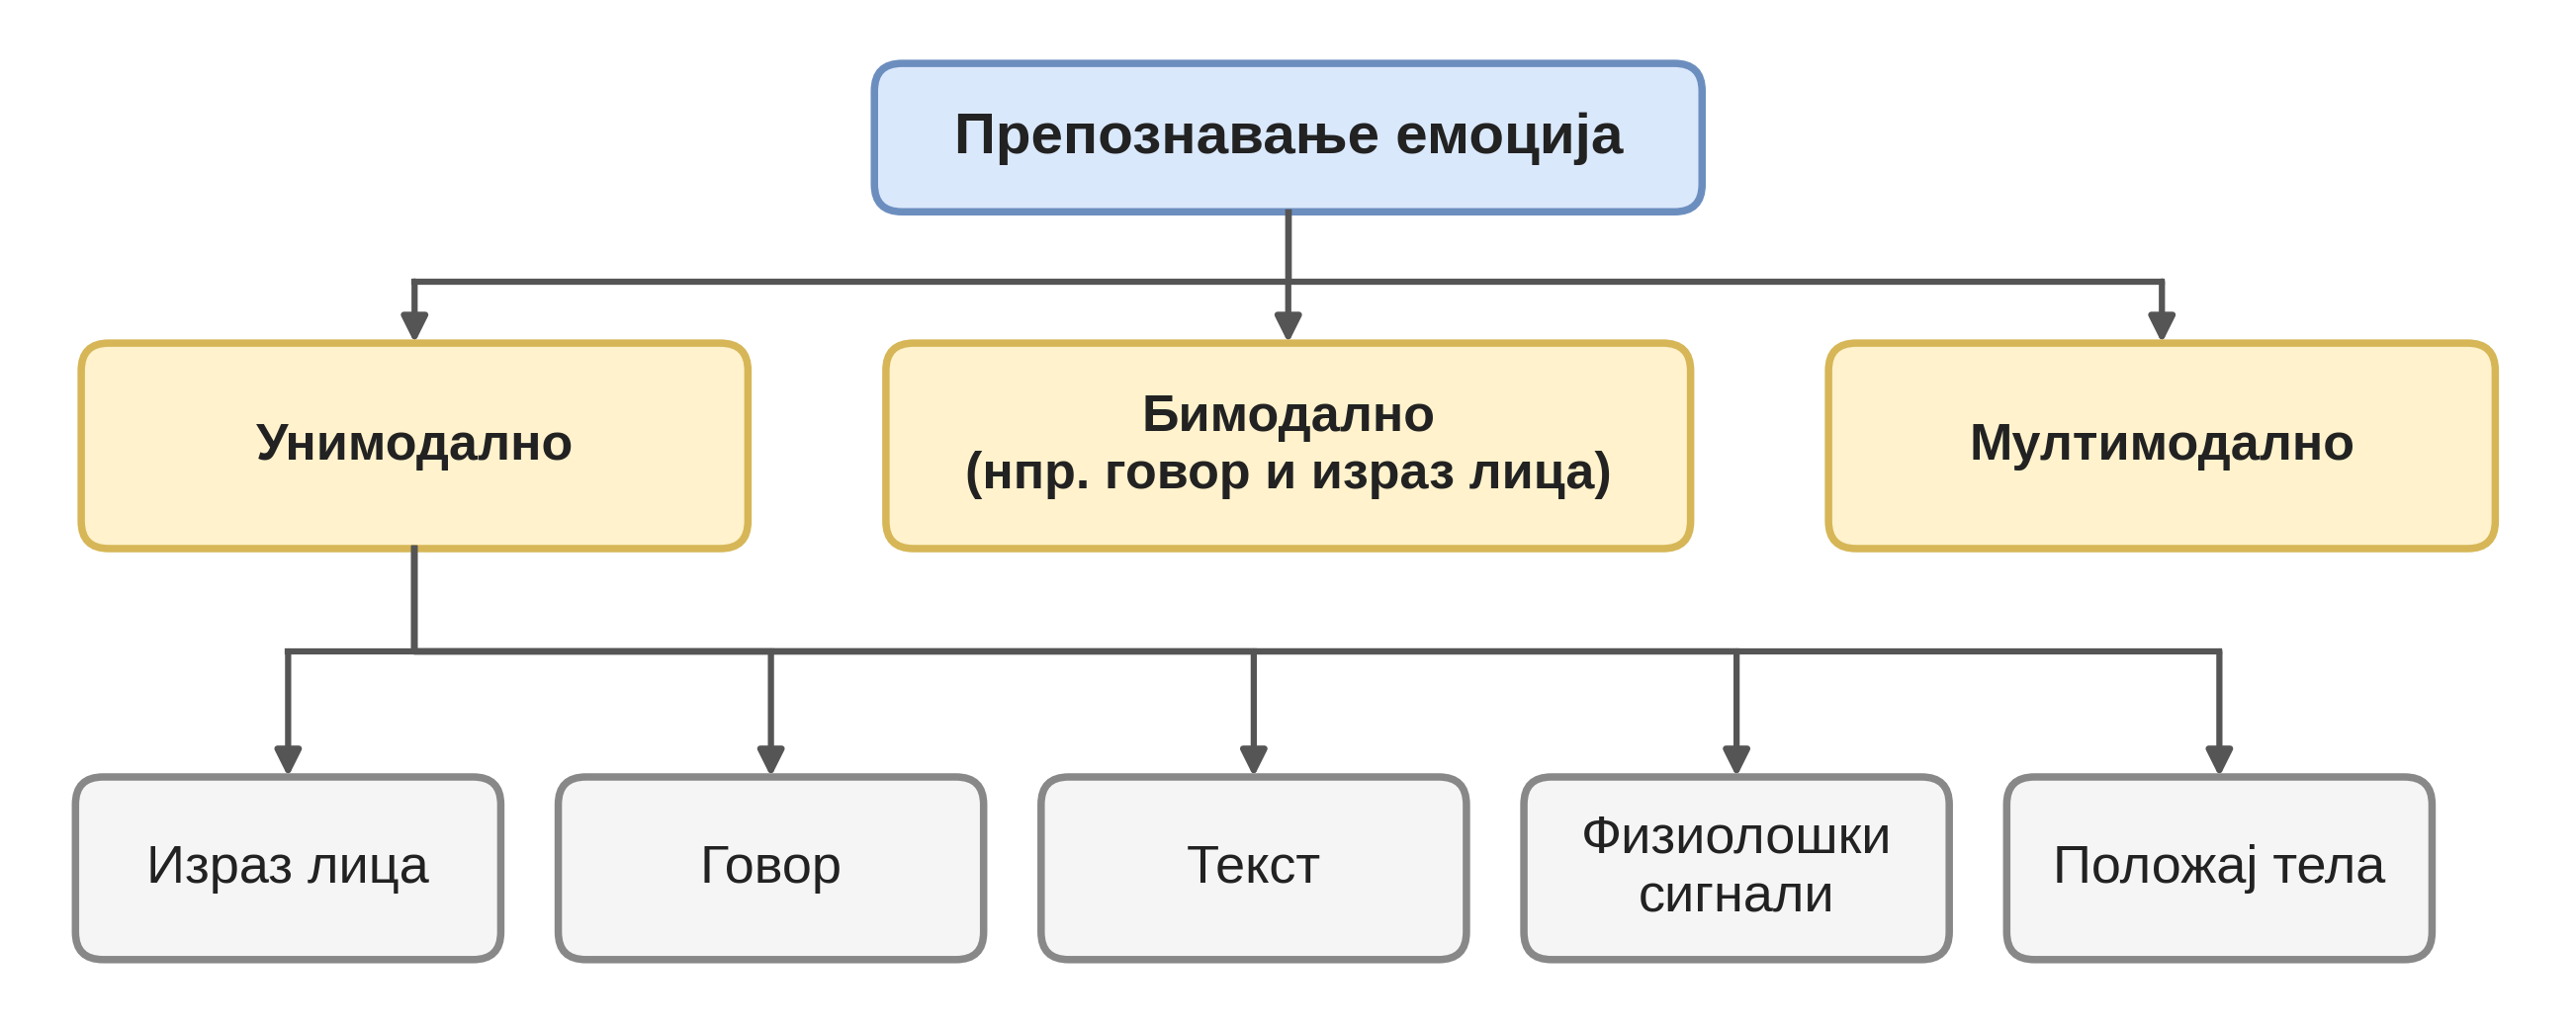 Препознавање емоција
Унимодално
Бимодално
(нпр. говор и израз лица)
Мултимодално
Израз лица
Говор
Текст
Физиолошки
сигнали
Положај тела